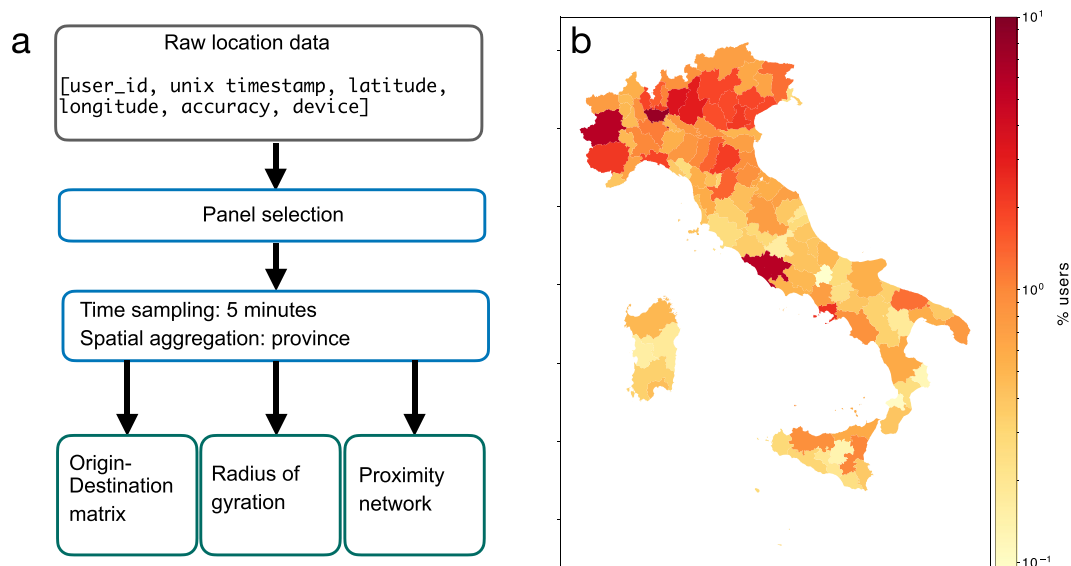 a
Raw location data
[user_id, unix timestamp, latitude,
longitude, accuracy, device]
Panel selection
Time sampling: 5 minutes
Spatial aggregation: province
Origin-
Destination
matrix
Radius of
gyration
Proximity
network
b
10¹
10⁰
10⁻¹
% users